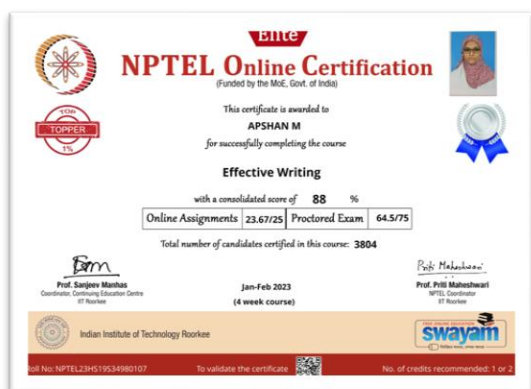 Elite
NPTEL Online Certification
(Funded by the MoE, Govt. of India)
This certificate is awarded to
APSHAN M
for successfully completing the course
Effective Writing
with a consolidated score of 88 %
Online Assignments 23.67/25 Proctored Exam 64.5/75
Total number of candidates certified in this course: 3804
TOP
TOPPER
1%
Prof. Sanjeev Manhas
Coordinator, Continuing Education Centre
IIT Roorkee
Jan-Feb 2023
(4 week course)
Priti Maheshwari
Prof. Priti Maheshwari
NPTEL Coordinator
IIT Roorkee
Indian Institute of Technology Roorkee
FREE ONLINE EDUCATION
swayam
Roll No: NPTEL23HS19S34980107
To validate the certificate
No. of credits recommended: 1 or 2